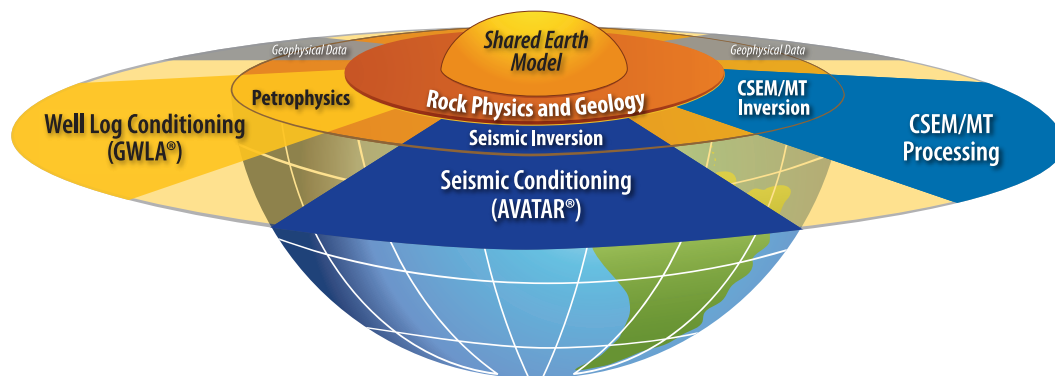 Shared Earth
Model
Geophysical Data
Geophysical Data
Petrophysics
Rock Physics and Geology
CSEM/MT
Inversion
Well Log Conditioning
(GWLA®)
Seismic Inversion
CSEM/MT
Processing
Seismic Conditioning
(AVATAR®)